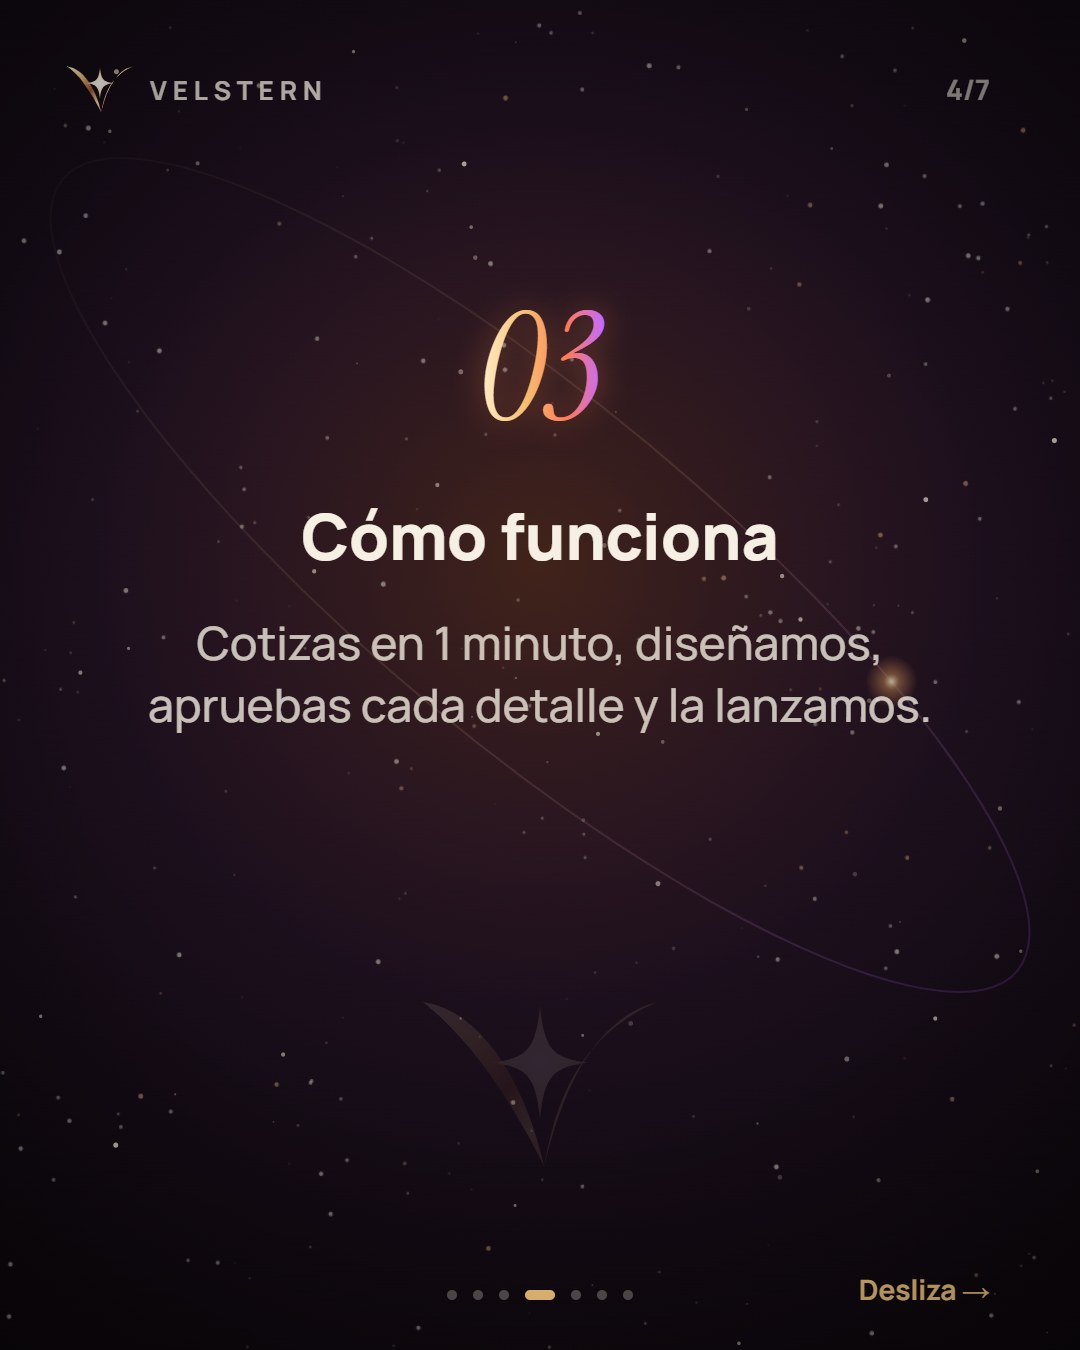 VELSTERN
4/7
03
Cómo funciona
Cotizas en 1 minuto, diseñamos,
apruebas cada detalle y la lanzamos.
Desliza →